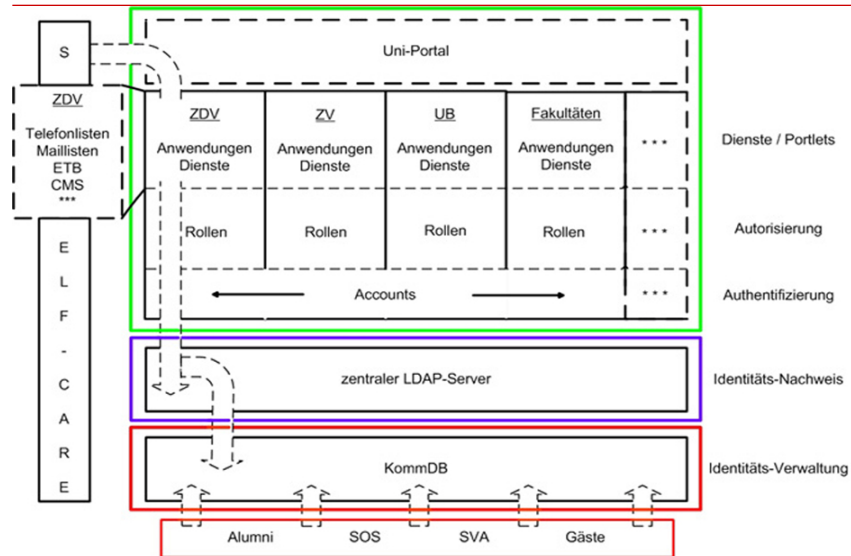 S
Uni-Portal
ZDV
Telefonlisten
Maillisten
ETB
CMS
***
ZDV
Anwendungen
Dienste
ZV
Anwendungen
Dienste
UB
Anwendungen
Dienste
Fakultäten
Anwendungen
Dienste
* * *
Dienste / Portlets
Rollen
Rollen
Rollen
Rollen
* * *
Autorisierung
Accounts
* * *
Authentifizierung
E
L
F
-
C
A
R
E
zentraler LDAP-Server
Identitäts-Nachweis
KommDB
Identitäts-Verwaltung
Alumni
SOS
SVA
Gäste